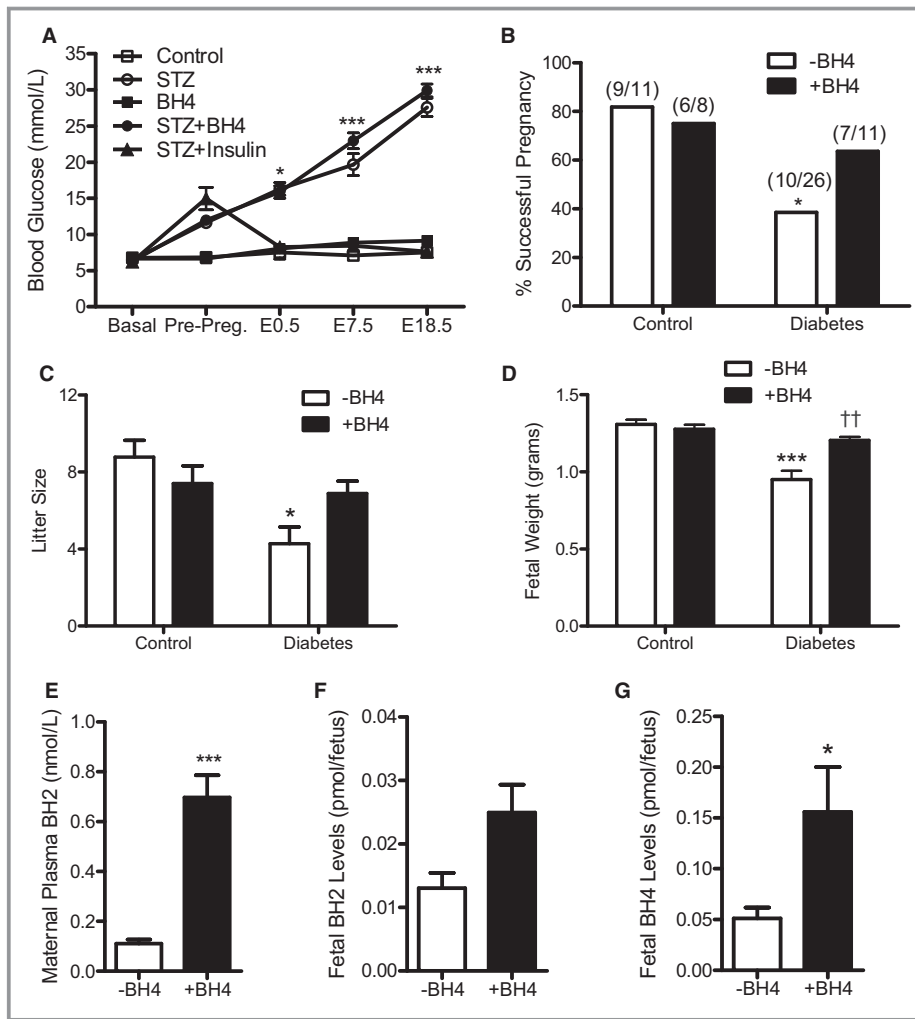 A
Blood Glucose (mmol/L)
35
30
25
20
15
10
5
0
Control
STZ
BH4
STZ+BH4
STZ+Insulin
*
***
***
Basal Pre-Preg. E0.5 E7.5 E18.5
B
% Successful Pregnancy
100
80
60
40
20
0
-BH4
+BH4
(9/11)
(6/8)
(10/26)
*
(7/11)
Control Diabetes
C
Litter Size
12
8
4
0
-BH4
+BH4
*
Control Diabetes
D
Fetal Weight (grams)
1.5
1.0
0.5
0.0
-BH4
+BH4
***
††
Control Diabetes
E
Maternal Plasma BH2 (nmol/L)
1.0
0.8
0.6
0.4
0.2
0.0
***
-BH4 +BH4
F
Fetal BH2 Levels (pmol/fetus)
0.04
0.03
0.02
0.01
0.00
-BH4 +BH4
G
Fetal BH4 Levels (pmol/fetus)
0.25
0.20
0.15
0.10
0.05
0.00
*
-BH4 +BH4